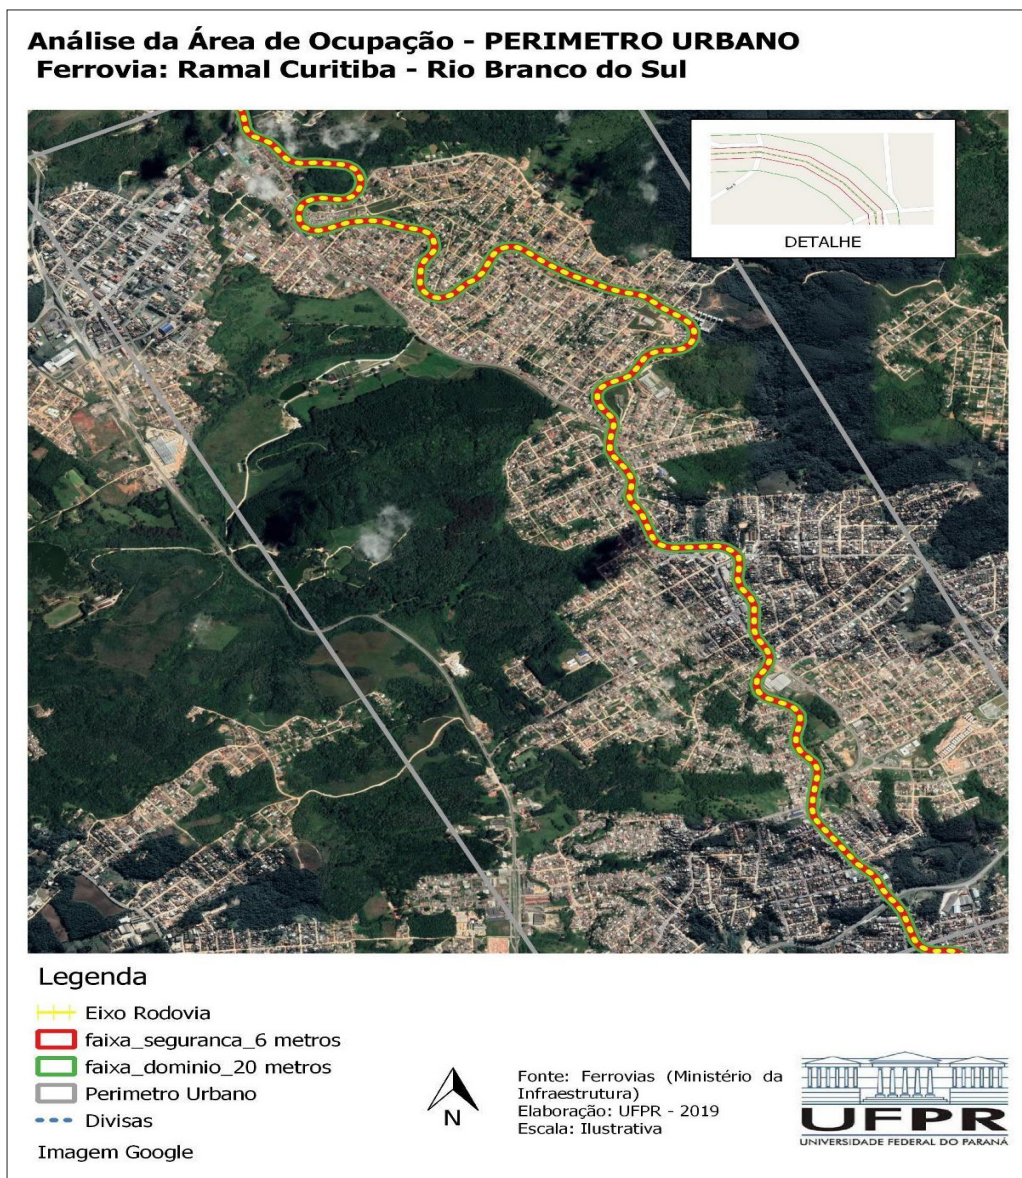 Análise da Área de Ocupação - PERIMETRO URBANO
Ferrovia: Ramal Curitiba - Rio Branco do Sul
DETALHE
Legenda
Eixo Rodovia
faixa_seguranca_6 metros
faixa_dominio_20 metros
Perimetro Urbano
Divisas
Imagem Google
N
Fonte: Ferrovias (Ministério da
Infraestrutura)
Elaboração: UFPR - 2019
Escala: Ilustrativa
UFPR
UNIVERSIDADE FEDERAL DO PARANÁ